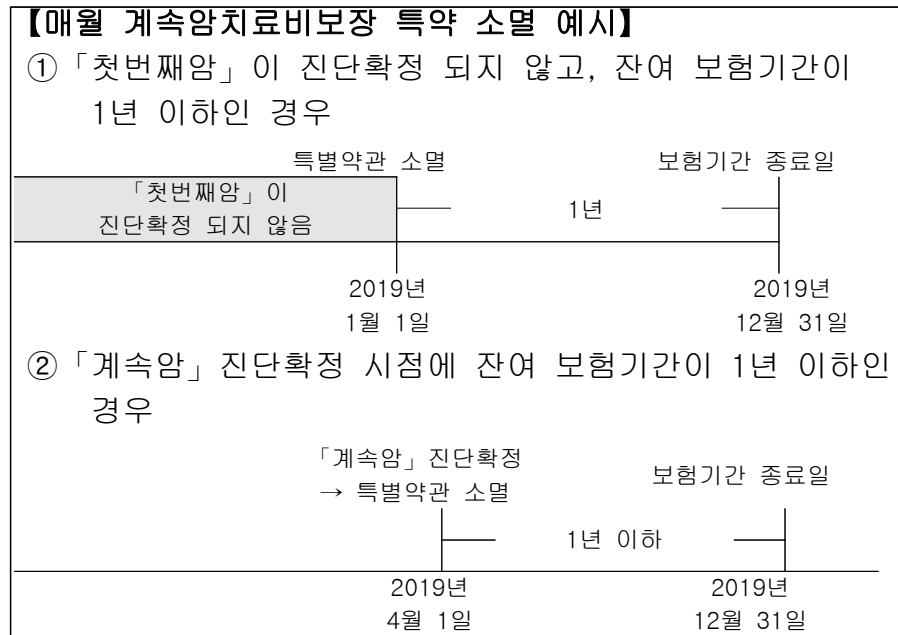 【매월 계속암치료비보장 특약 소멸 예시】
①「첫번째암」이 진단확정 되지 않고, 잔여 보험기간이
1년 이하인 경우
특별약관 소멸 보험기간 종료일
「첫번째암」이
진단확정 되지 않음
1년
2019년 2019년
1월 1일 12월 31일
②「계속암」진단확정 시점에 잔여 보험기간이 1년 이하인
경우
「계속암」진단확정
→ 특별약관 소멸
보험기간 종료일
1년 이하
2019년 2019년
4월 1일 12월 31일